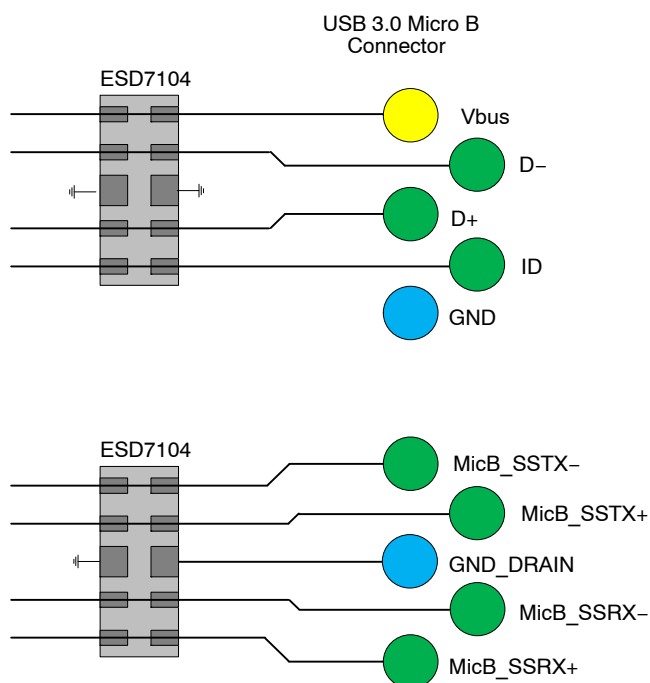 USB 3.0 Micro B
Connector
ESD7104
Vbus
D−
D+
ID
GND
ESD7104
MicB_SSTX−
MicB_SSTX+
GND_DRAIN
MicB_SSRX−
MicB_SSRX+